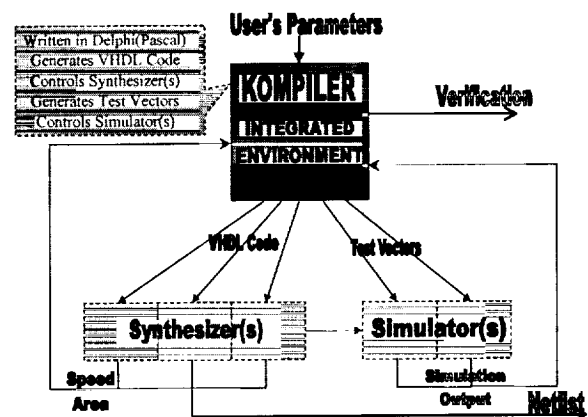 User's Parameters
Written in Delphi(Pascal)
Generates VHDL Code
Controls Synthesizer(s)
Generates Test Vectors
Controls Simulator(s)
KOMPILER
INTEGRATED
ENVIRONMENT
Verification
VHDL Code
Test Vectors
Synthesizer(s)
Simulator(s)
Speed
Area
Simulation
Output
Netlist